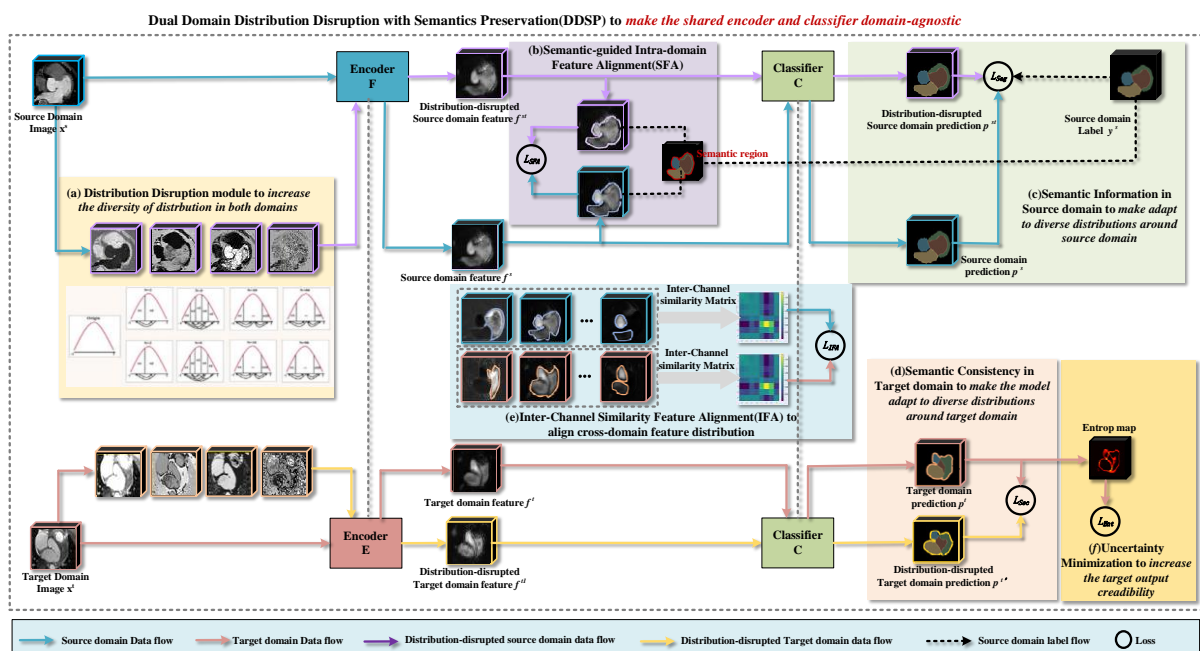 Dual Domain Distribution Disruption with Semantics Preservation(DDSP) to make the shared encoder and classifier domain-agnostic
Source Domain
Image x^s
Encoder
F
Distribution-disrupted
Source domain feature f^st
(b)Semantic-guided Intra-domain
Feature Alignment(SFA)
L_SFA
Semantic region
Classifier
C
Distribution-disrupted
Source domain prediction p^st
L_Seg
Source domain
Label y^s
(a) Distribution Disruption module to increase
the diversity of distrbution in both domains
(c)Semantic Information in
Source domain to make adapt
to diverse distributions around
source domain
Source domain
prediction p^s
Source domain feature f^s
Inter-Channel
similarity Matrix
Inter-Channel
similarity Matrix
L_IFA
(e)Inter-Channel Similarity Feature Alignment(IFA) to
align cross-domain feature distribution
(d)Semantic Consistency in
Target domain to make the model
adapt to diverse distributions
around target domain
Entrop map
Target domain
prediction p^t
L_Sec
L_Ent
Target domain feature f^t
Target Domain
Image x^t
Encoder
E
Distribution-disrupted
Target domain feature f^tl
Classifier
C
Distribution-disrupted
Target domain prediction p^t'
(f)Uncertainty
Minimization to increase
the target output
creadibility
Source domain Data flow
Target domain Data flow
Distribution-disrupted source domain data flow
Distribution-disrupted Target domain data flow
Source domain label flow
Loss